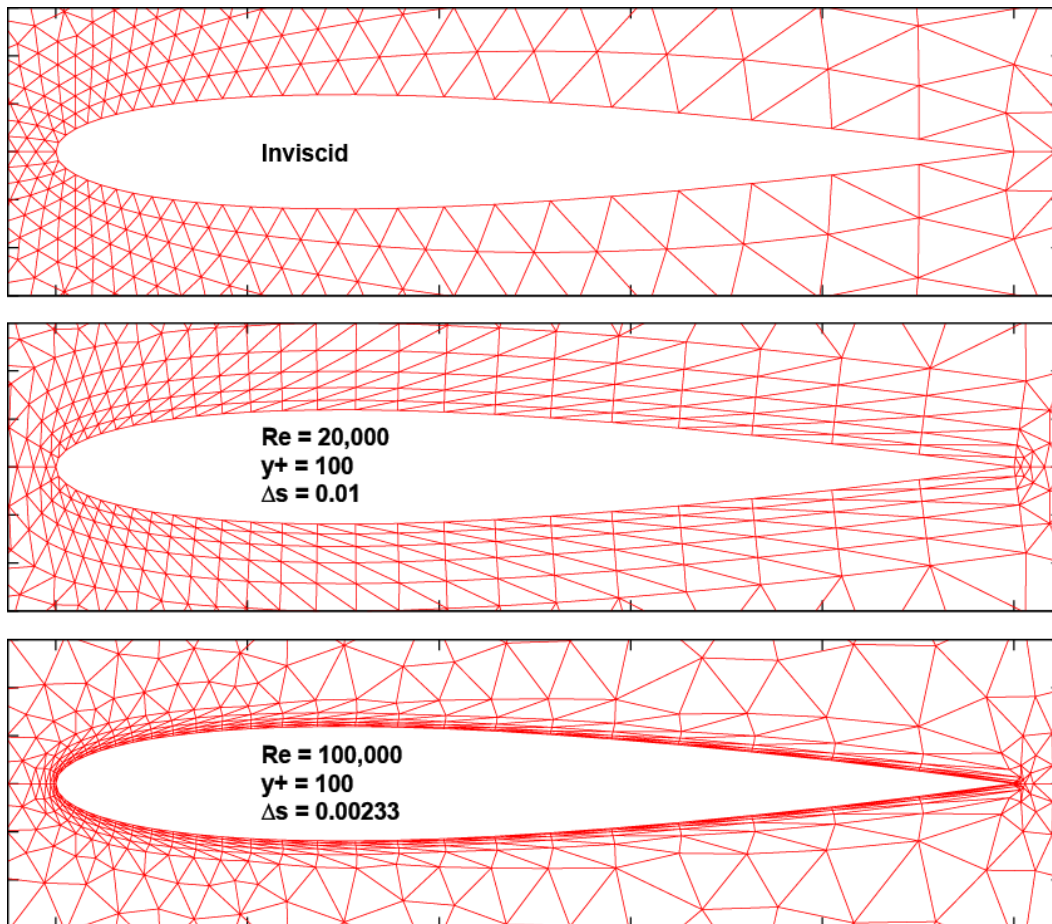 Inviscid
Re = 20,000
y+ = 100
Δs = 0.01
Re = 100,000
y+ = 100
Δs = 0.00233